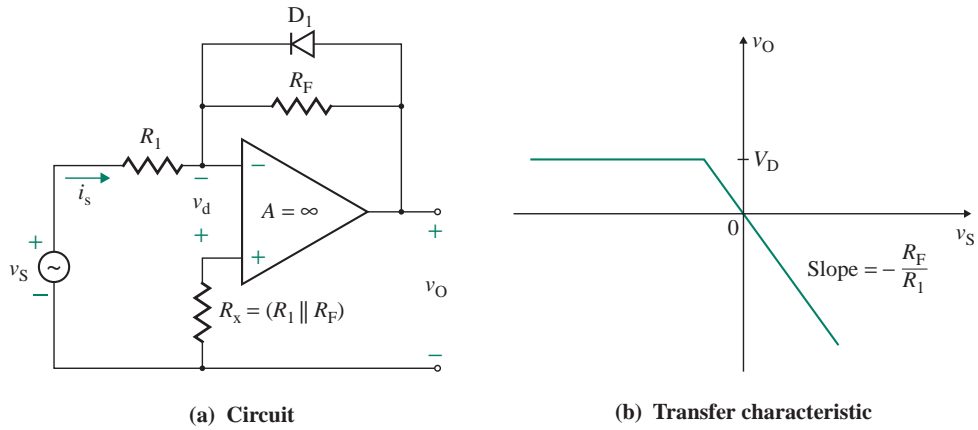 D1
RF
R1
is
−
vd
+
−
A = ∞
+
+
vS
~
−
Rx = (R1 || RF)
+
vO
−
(a) Circuit
vO
VD
0
vS
Slope = − RF
R1
(b) Transfer characteristic